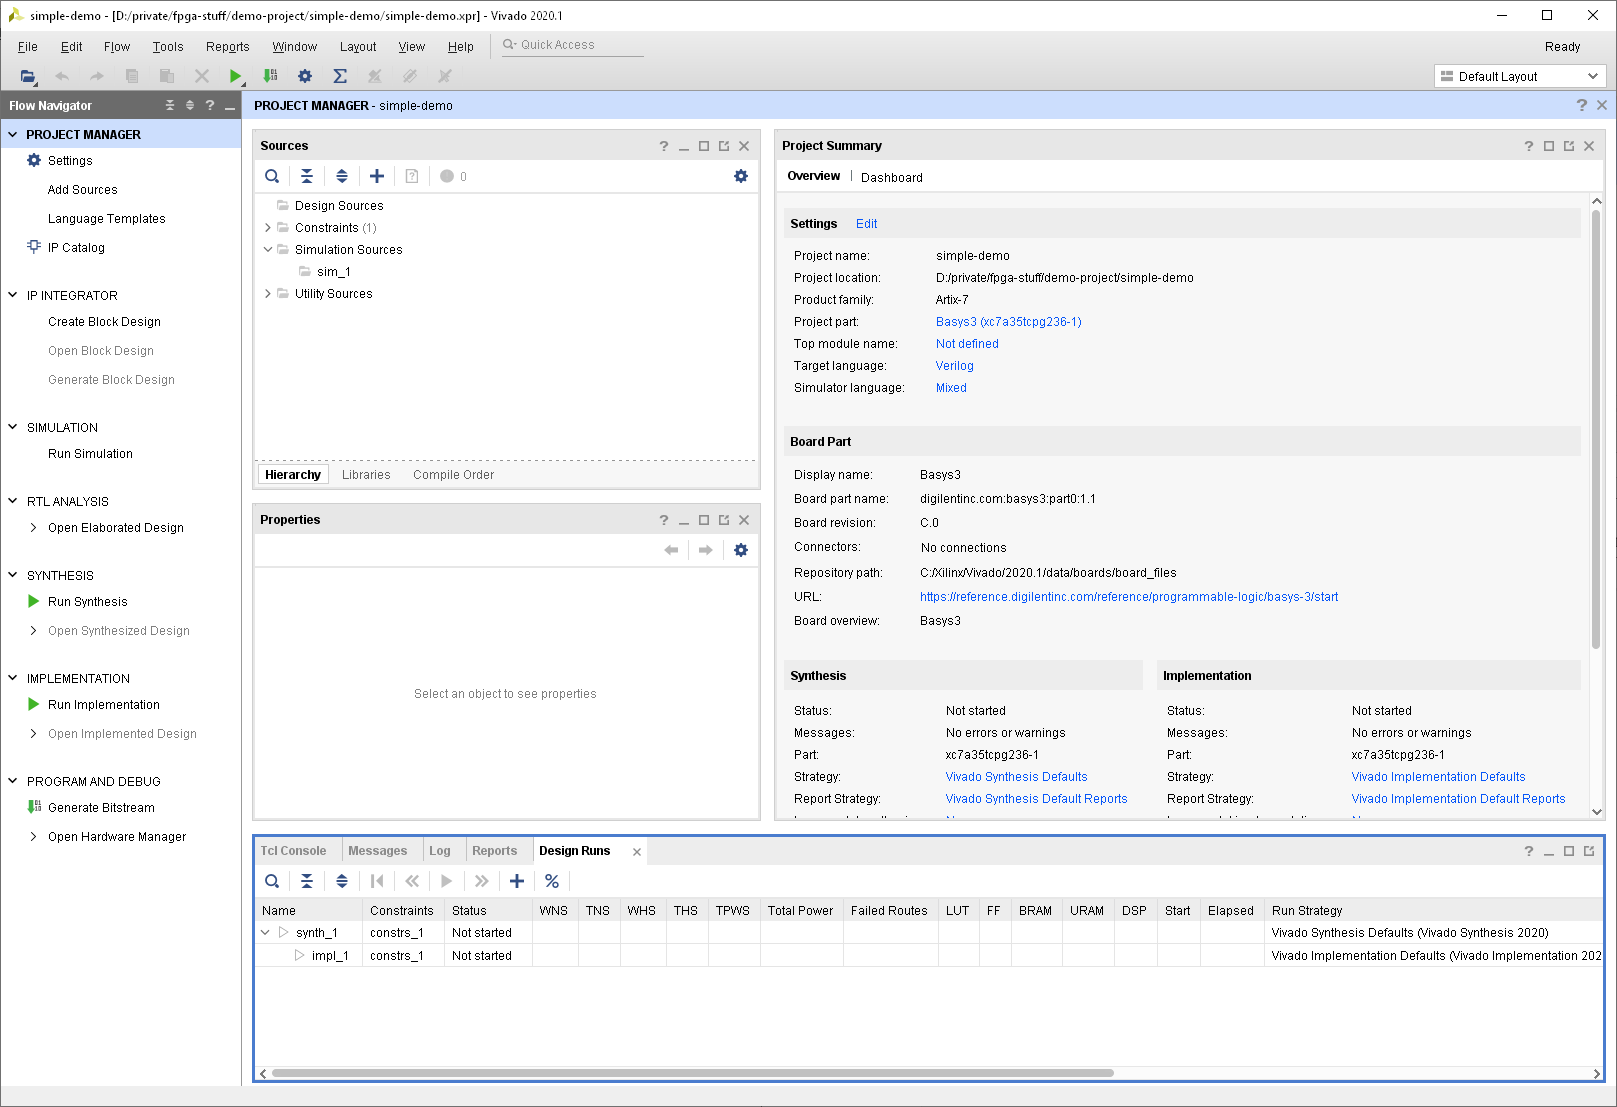 simple-demo - [D:/private/fpga-stuff/demo-project/simple-demo/simple-demo.xpr] - Vivado 2020.1
File Edit Flow Tools Reports Window Layout View Help Quick Access Ready
Default Layout
Flow Navigator
PROJECT MANAGER
Settings
Add Sources
Language Templates
IP Catalog
IP INTEGRATOR
Create Block Design
Open Block Design
Generate Block Design
SIMULATION
Run Simulation
RTL ANALYSIS
Open Elaborated Design
SYNTHESIS
Run Synthesis
Open Synthesized Design
IMPLEMENTATION
Run Implementation
Open Implemented Design
PROGRAM AND DEBUG
Generate Bitstream
Open Hardware Manager
PROJECT MANAGER - simple-demo
Sources
0
Design Sources
Constraints (1)
Simulation Sources
sim_1
Utility Sources
Hierarchy Libraries Compile Order
Properties
Select an object to see properties
Project Summary
Overview | Dashboard
Settings Edit
Project name: simple-demo
Project location: D:/private/fpga-stuff/demo-project/simple-demo
Product family: Artix-7
Project part: Basys3 (xc7a35tcpg236-1)
Top module name: Not defined
Target language: Verilog
Simulator language: Mixed
Board Part
Display name: Basys3
Board part name: digilentinc.com:basys3:part0:1.1
Board revision: C.0
Connectors: No connections
Repository path: C:/Xilinx/Vivado/2020.1/data/boards/board_files
URL: https://reference.digilentinc.com/reference/programmable-logic/basys-3/start
Board overview: Basys3
Synthesis
Status: Not started
Messages: No errors or warnings
Part: xc7a35tcpg236-1
Strategy: Vivado Synthesis Defaults
Report Strategy: Vivado Synthesis Default Reports
Implementation
Status: Not started
Messages: No errors or warnings
Part: xc7a35tcpg236-1
Strategy: Vivado Implementation Defaults
Report Strategy: Vivado Implementation Default Reports
Tcl Console Messages Log Reports Design Runs
Name Constraints Status WNS TNS WHS THS TPWS Total Power Failed Routes LUT FF BRAM URAM DSP Start Elapsed Run Strategy
synth_1 constrs_1 Not started Vivado Synthesis Defaults (Vivado Synthesis 2020)
impl_1 constrs_1 Not started Vivado Implementation Defaults (Vivado Implementation 202